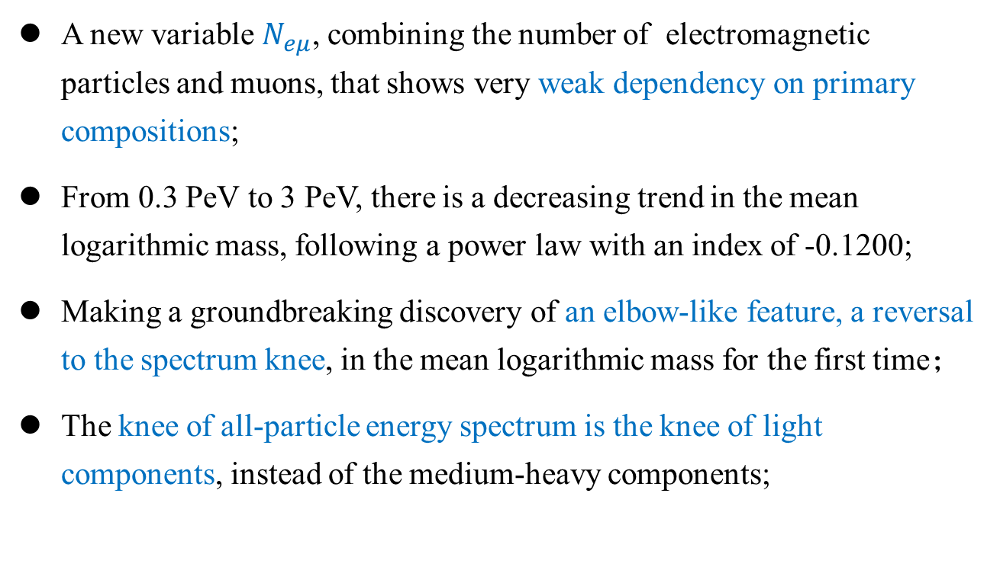 ● A new variable $N_{e\mu}$, combining the number of electromagnetic
particles and muons, that shows very weak dependency on primary
compositions;
● From 0.3 PeV to 3 PeV, there is a decreasing trend in the mean
logarithmic mass, following a power law with an index of -0.1200;
● Making a groundbreaking discovery of an elbow-like feature, a reversal
to the spectrum knee, in the mean logarithmic mass for the first time；
● The knee of all-particle energy spectrum is the knee of light
components, instead of the medium-heavy components;